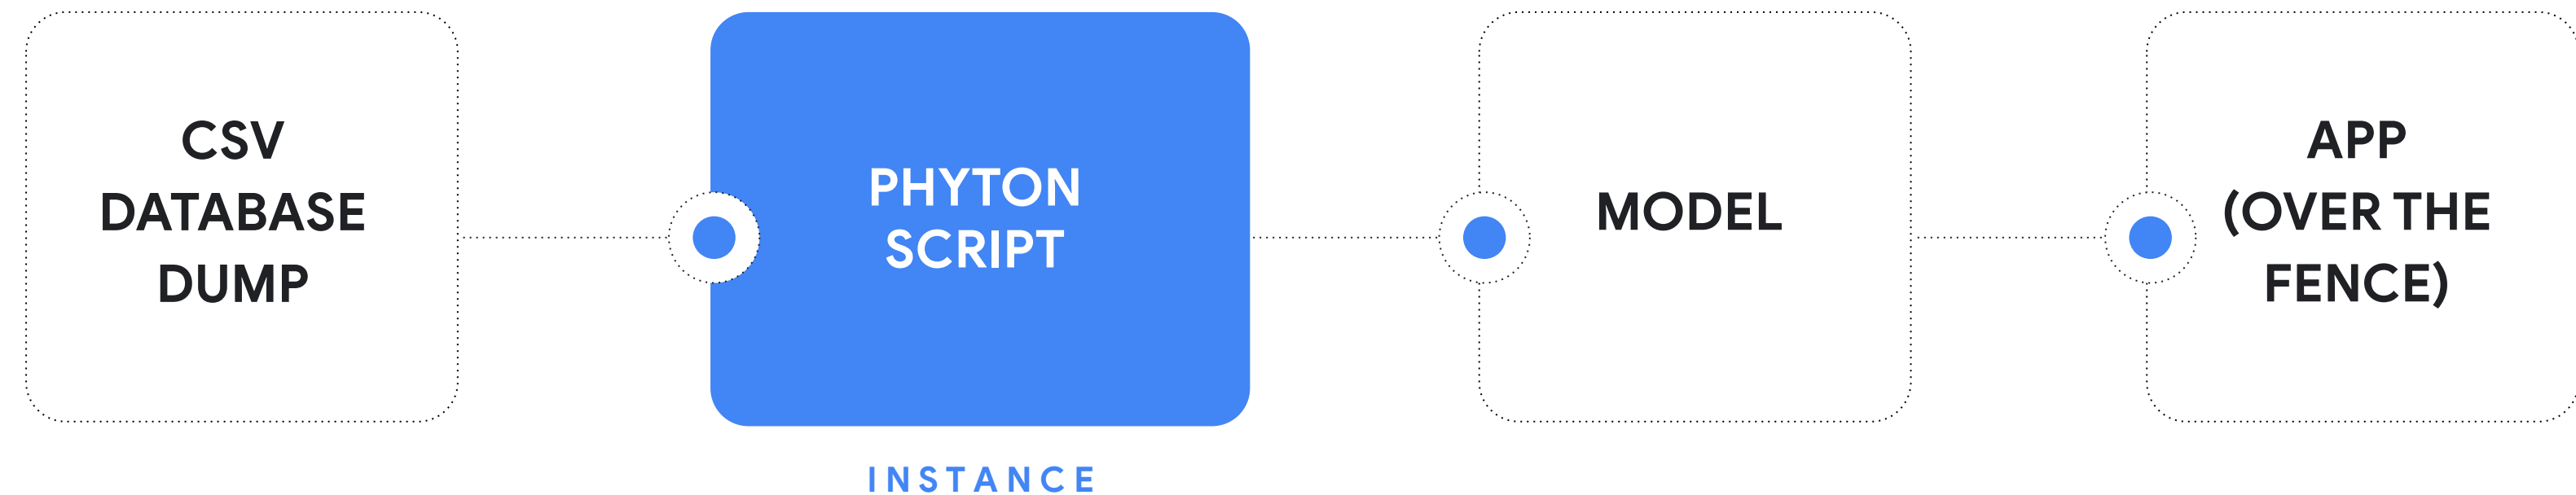 CSV
DATABASE
DUMP
PHYTON
SCRIPT
INSTANCE
MODEL
APP
(OVER THE
FENCE)